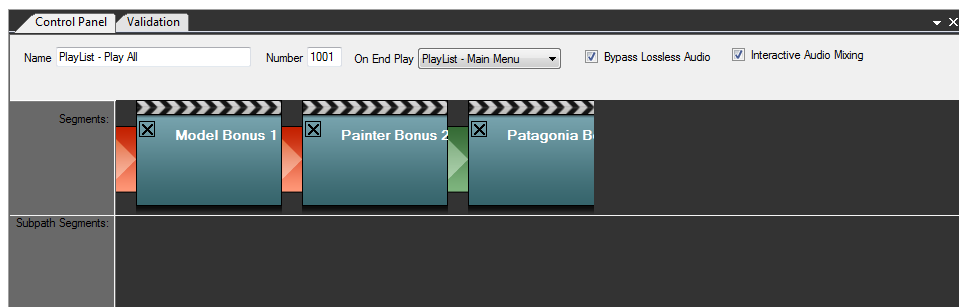 Control Panel Validation
Name PlayList - Play All Number 1001 On End Play PlayList - Main Menu Bypass Lossless Audio Interactive Audio Mixing
Segments:
Model Bonus 1 Painter Bonus 2 Patagonia B
Subpath Segments: